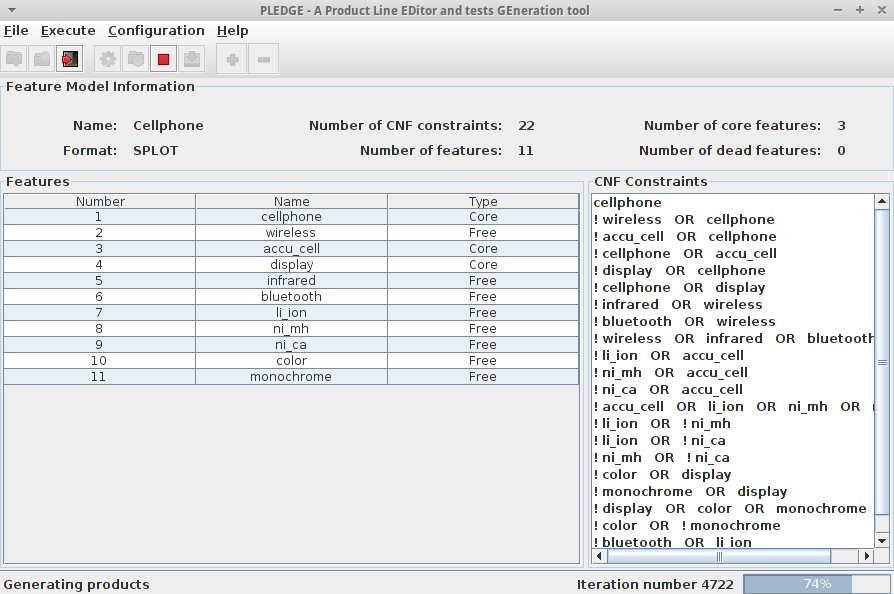 PLEDGE - A Product Line EDitor and tests GEneration tool
File Execute Configuration Help
Feature Model Information
Name: Cellphone Number of CNF constraints: 22 Number of core features: 3
Format: SPLOT Number of features: 11 Number of dead features: 0
Features
Number Name Type
1 cellphone Core
2 wireless Free
3 accu_cell Core
4 display Core
5 infrared Free
6 bluetooth Free
7 li_ion Free
8 ni_mh Free
9 ni_ca Free
10 color Free
11 monochrome Free
CNF Constraints
cellphone
! wireless OR cellphone
! accu_cell OR cellphone
! cellphone OR accu_cell
! display OR cellphone
! cellphone OR display
! infrared OR wireless
! bluetooth OR wireless
! wireless OR infrared OR bluetooth
! li_ion OR accu_cell
! ni_mh OR accu_cell
! ni_ca OR accu_cell
! accu_cell OR li_ion OR ni_mh OR
! li_ion OR ! ni_mh
! li_ion OR ! ni_ca
! ni_mh OR ! ni_ca
! color OR display
! monochrome OR display
! display OR color OR monochrome
! color OR ! monochrome
! bluetooth OR li_ion
Generating products Iteration number 4722 74%